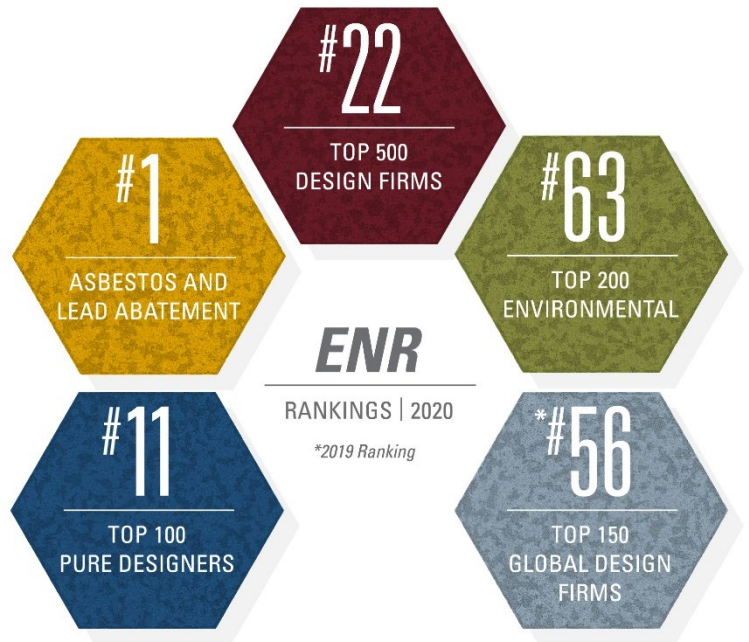 #22
TOP 500
DESIGN FIRMS
#1
ASBESTOS AND
LEAD ABATEMENT
#63
TOP 200
ENVIRONMENTAL
ENR
RANKINGS | 2020
*2019 Ranking
#11
TOP 100
PURE DESIGNERS
*#56
TOP 150
GLOBAL DESIGN
FIRMS